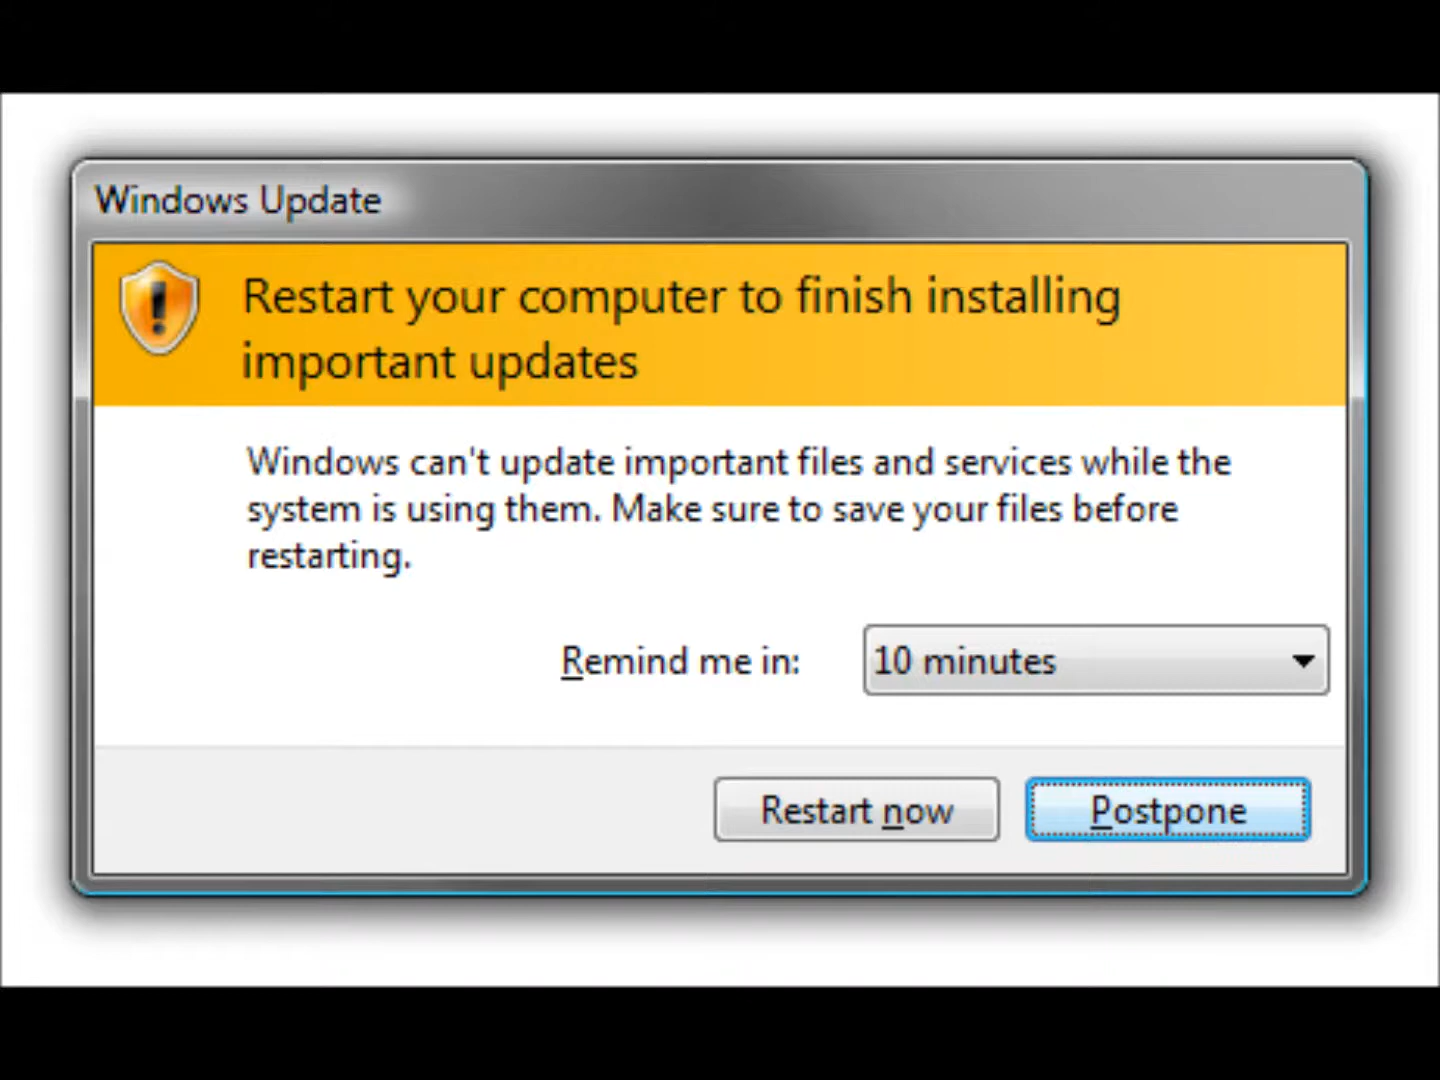 Windows Update
Restart your computer to finish installing
important updates
Windows can't update important files and services while the
system is using them. Make sure to save your files before
restarting.
Remind me in: 10 minutes
Restart now Postpone